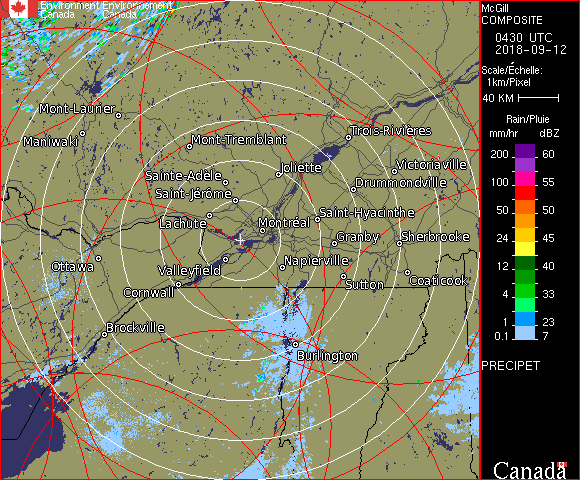 Environment Environnement
Canada Canada
Mont-Laurier
Maniwaki
Mont-Tremblant
Trois-Rivières
Joliette
Victoriaville
Sainte-Adèle
Drummondville
Saint-Jérôme
Saint-Hyacinthe
Lachute
Montréal
Granby
Sherbrooke
Ottawa
Napierville
Valleyfield
Sutton
Coaticook
Cornwall
Brockville
Burlington
McGill
COMPOSITE
0430 UTC
2018-09-12
Scale/Échelle:
1km/Pixel
40 KM
Rain/Pluie
mm/hr dBZ
200 60
55
100 55
50 50
24 45
12 40
4 33
1 23
0.1 7
PRECIPET
Canada